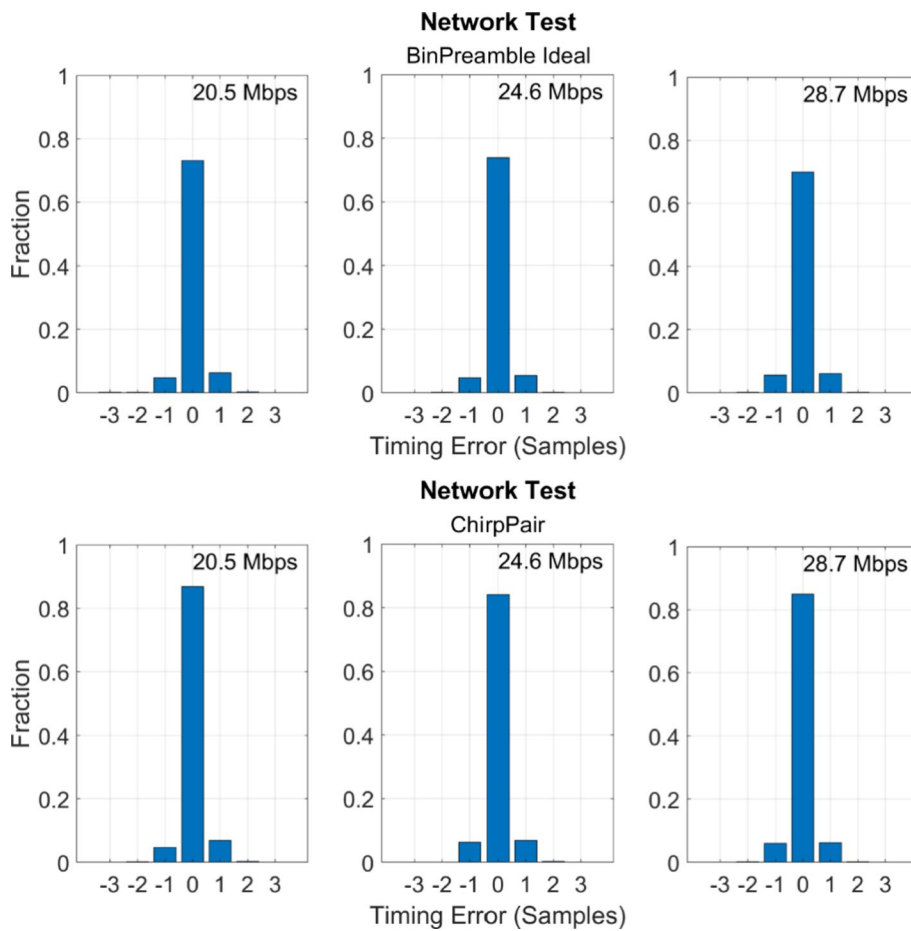 Network Test
BinPreamble Ideal
20.5 Mbps
24.6 Mbps
28.7 Mbps
1
0.8
0.6
0.4
0.2
0
1
0.8
0.6
0.4
0.2
0
1
0.8
0.6
0.4
0.2
0
Fraction
-3 -2 -1 0 1 2 3
-3 -2 -1 0 1 2 3
-3 -2 -1 0 1 2 3
Timing Error (Samples)
Network Test
ChirpPair
20.5 Mbps
24.6 Mbps
28.7 Mbps
1
0.8
0.6
0.4
0.2
0
1
0.8
0.6
0.4
0.2
0
1
0.8
0.6
0.4
0.2
0
Fraction
-3 -2 -1 0 1 2 3
-3 -2 -1 0 1 2 3
-3 -2 -1 0 1 2 3
Timing Error (Samples)